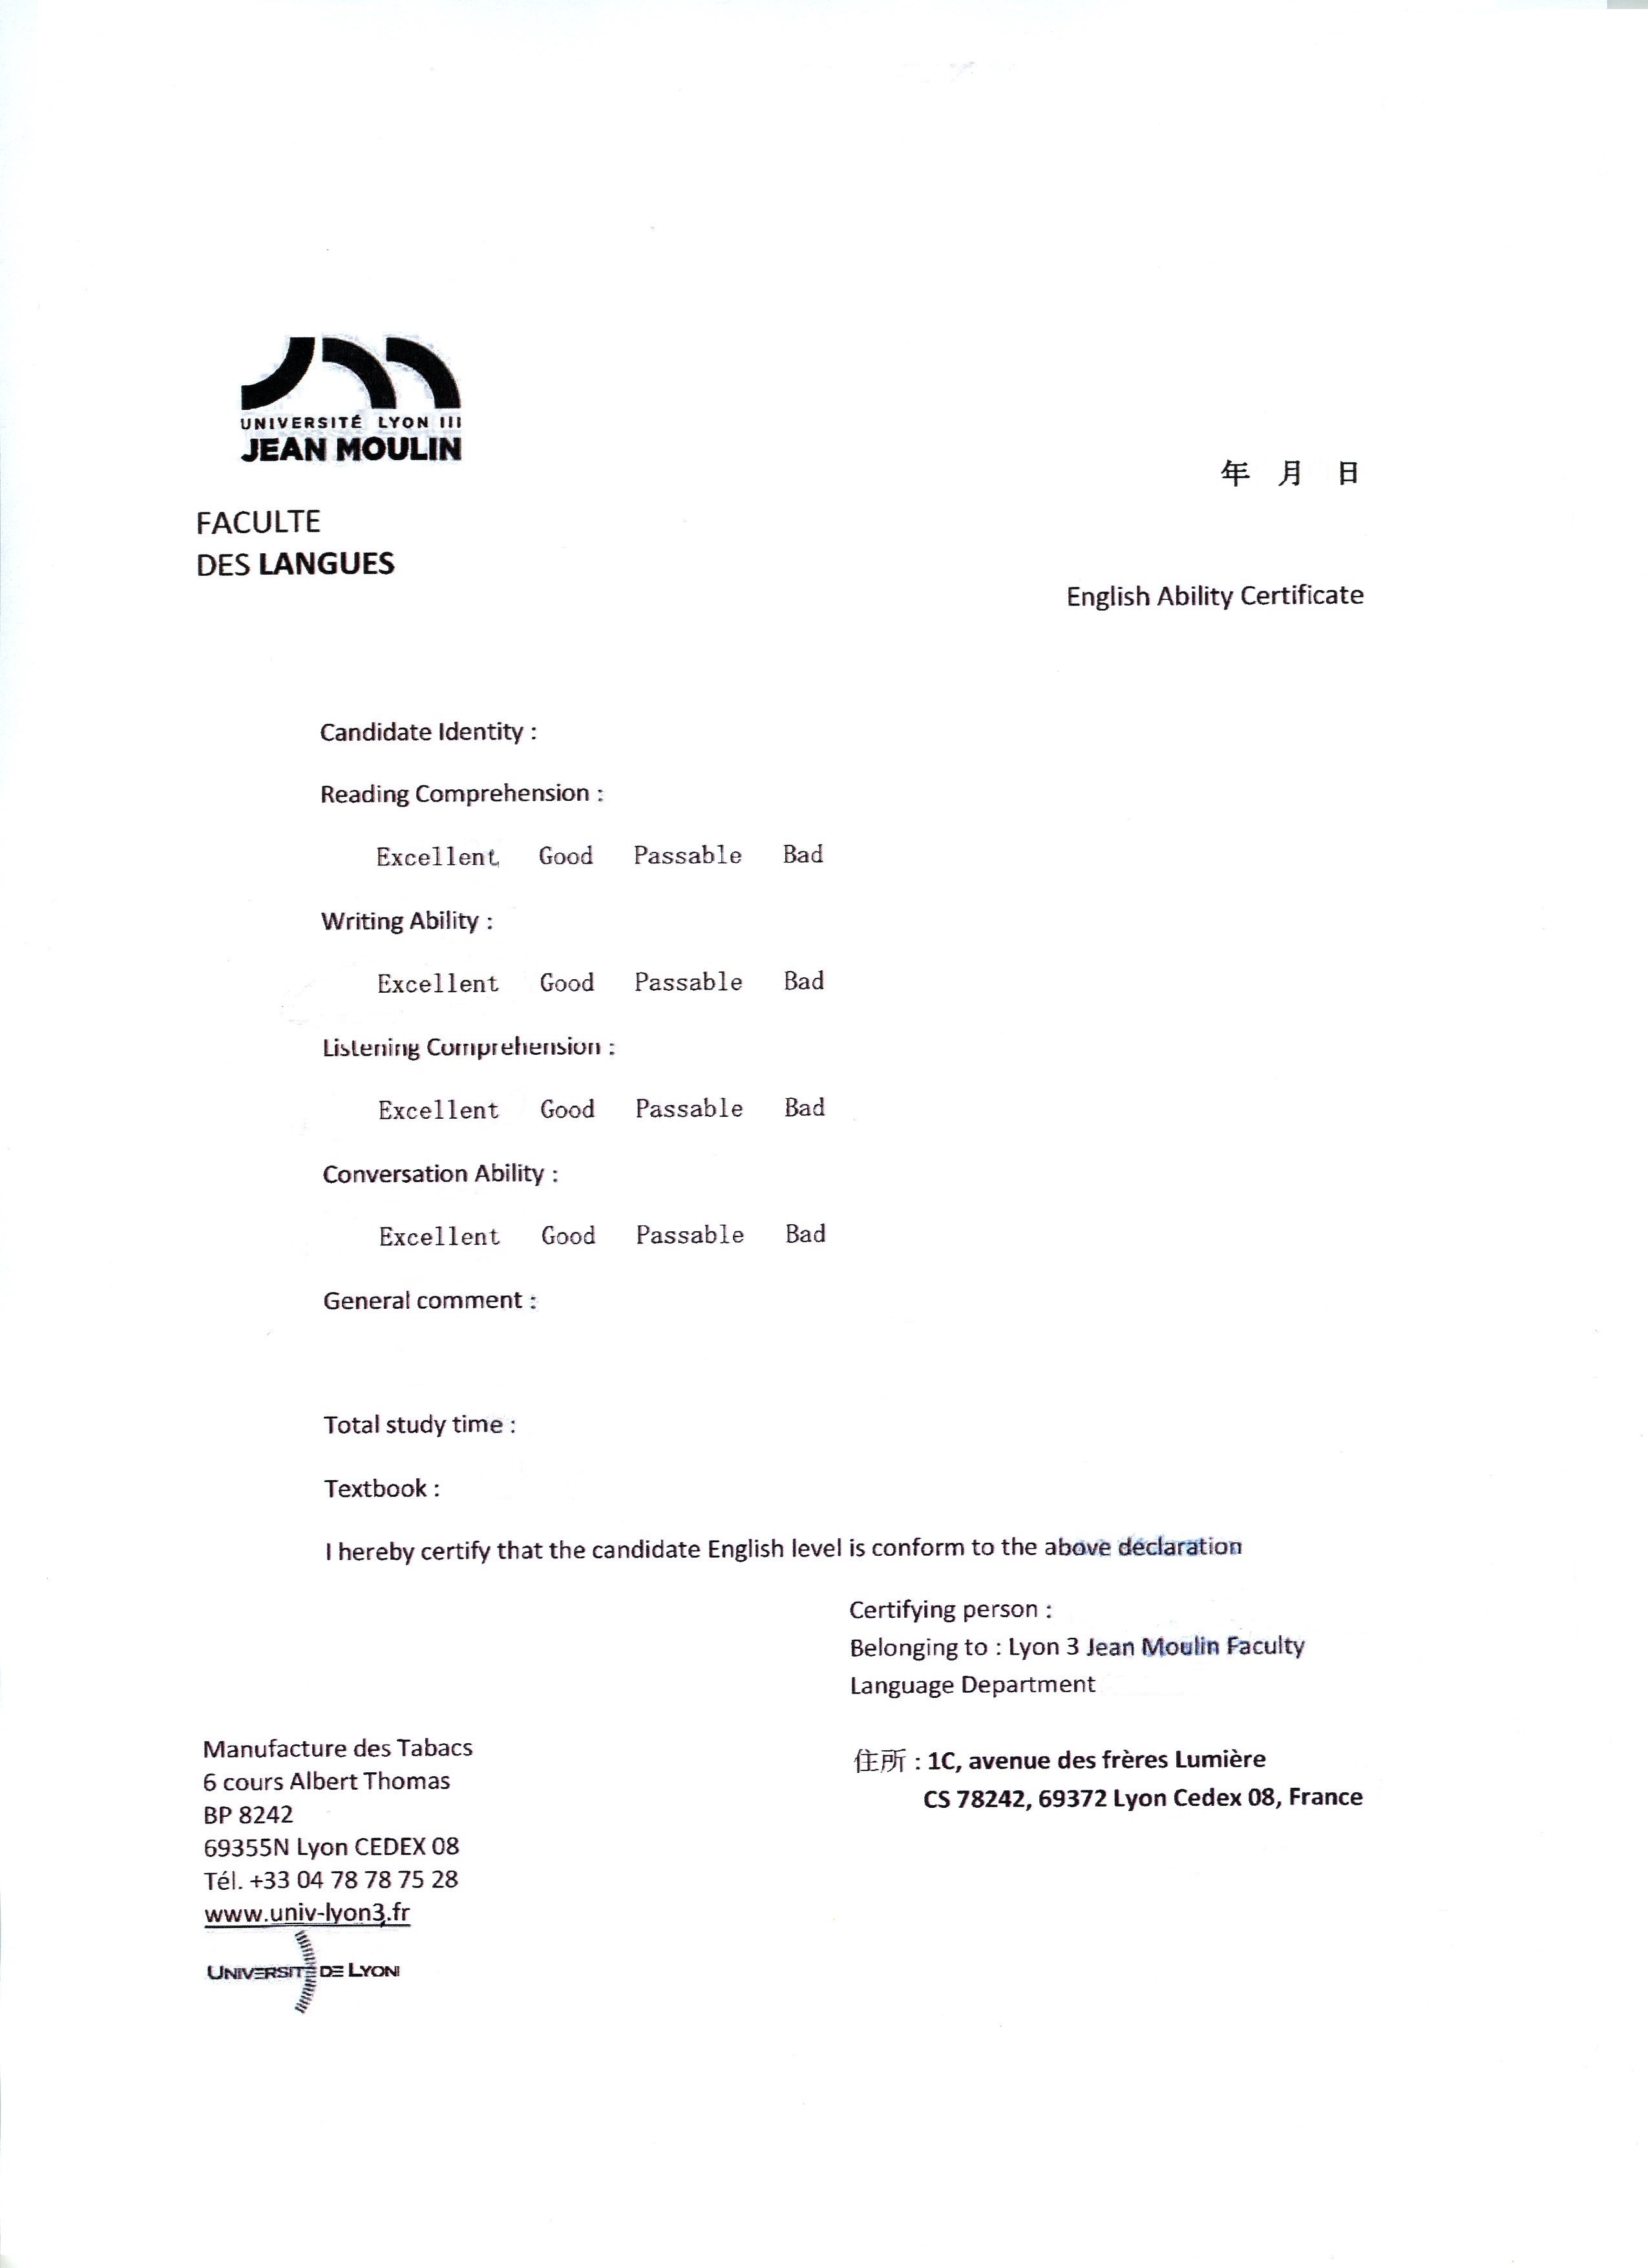 UNIVERSITÉ LYON III
JEAN MOULIN
年 月 日
FACULTE
DES LANGUES
English Ability Certificate
Candidate Identity :
Reading Comprehension :
Excellent Good Passable Bad
Writing Ability :
Excellent Good Passable Bad
Listening Comprehension :
Excellent Good Passable Bad
Conversation Ability :
Excellent Good Passable Bad
General comment :
Total study time :
Textbook :
I hereby certify that the candidate English level is conform to the above déclaration
Certifying person :
Belonging to : Lyon 3 Jean Moulin Faculty
Language Department
住所 : 1C, avenue des frères Lumière
CS 78242, 69372 Lyon Cedex 08, France
Manufacture des Tabacs
6 cours Albert Thomas
BP 8242
69355N Lyon CEDEX 08
Tél. +33 04 78 78 75 28
www.univ-lyon3.fr
UNIVERSITÉ DE LYON